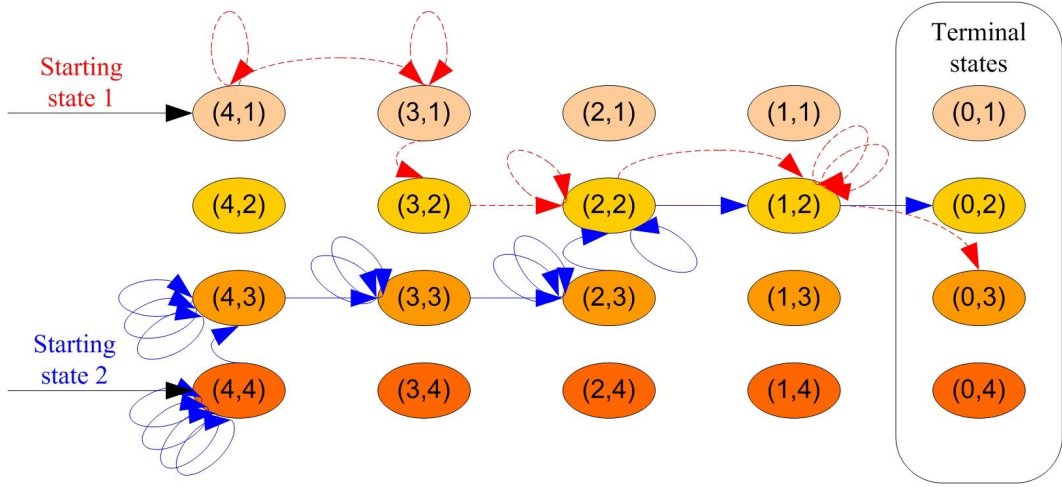 Terminal
states
Starting
state 1
(4,1) (3,1) (2,1) (1,1) (0,1)
(4,2) (3,2) (2,2) (1,2) (0,2)
(4,3) (3,3) (2,3) (1,3) (0,3)
Starting
state 2
(4,4) (3,4) (2,4) (1,4) (0,4)